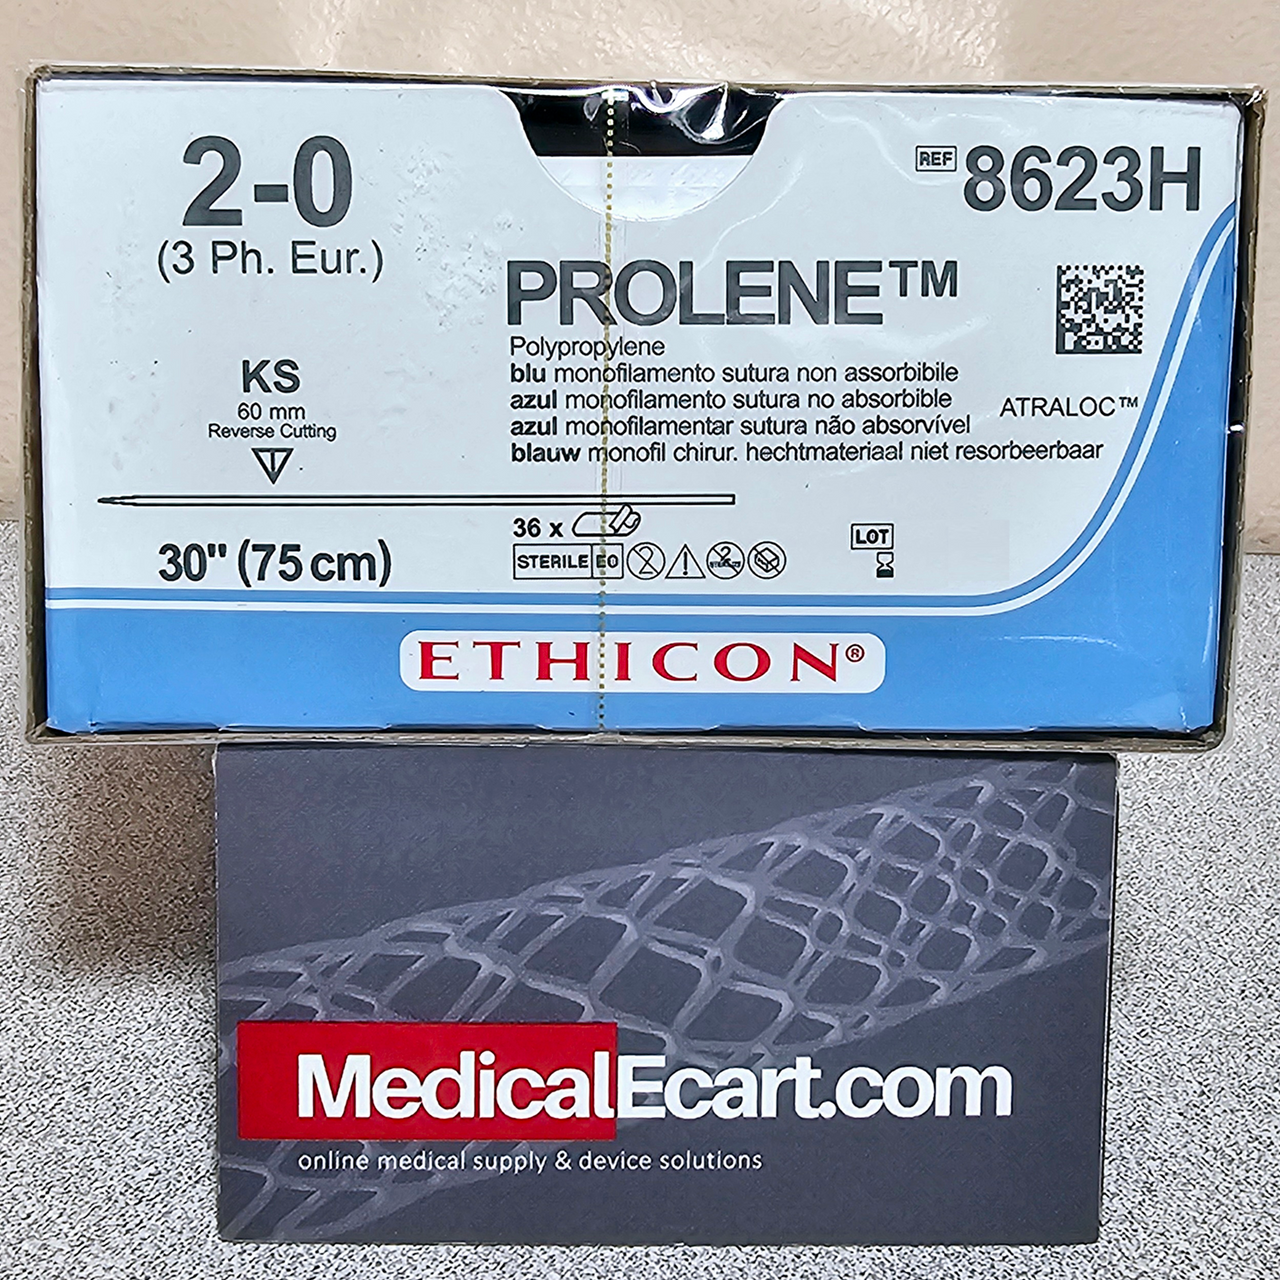 2-0
(3 Ph. Eur.)
REF 8623H
PROLENE™
Polypropylene
blu monofilamento sutura non assorbibile
azul monofilamento sutura no absorbible
azul monofilamentar sutura não absorvível
blauw monofil chirur. hechtmateriaal niet resorbeerbaar
ATRALOC™
KS
60 mm
Reverse Cutting
30" (75 cm)
36 x
STERILE EO
2
2
LOT
ETHICON®
MedicalEcart.com
online medical supply & device solutions